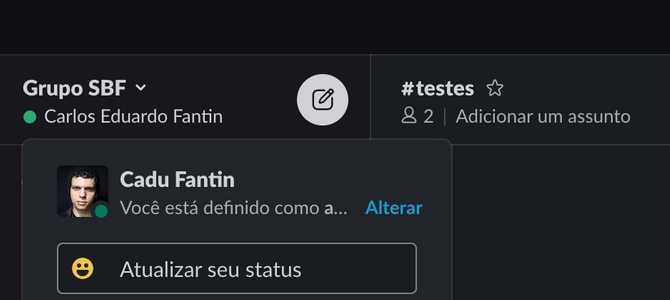 Grupo SBF
Carlos Eduardo Fantin
#testes
2 | Adicionar um assunto
Cadu Fantin
Você está definido como a... Alterar
Atualizar seu status